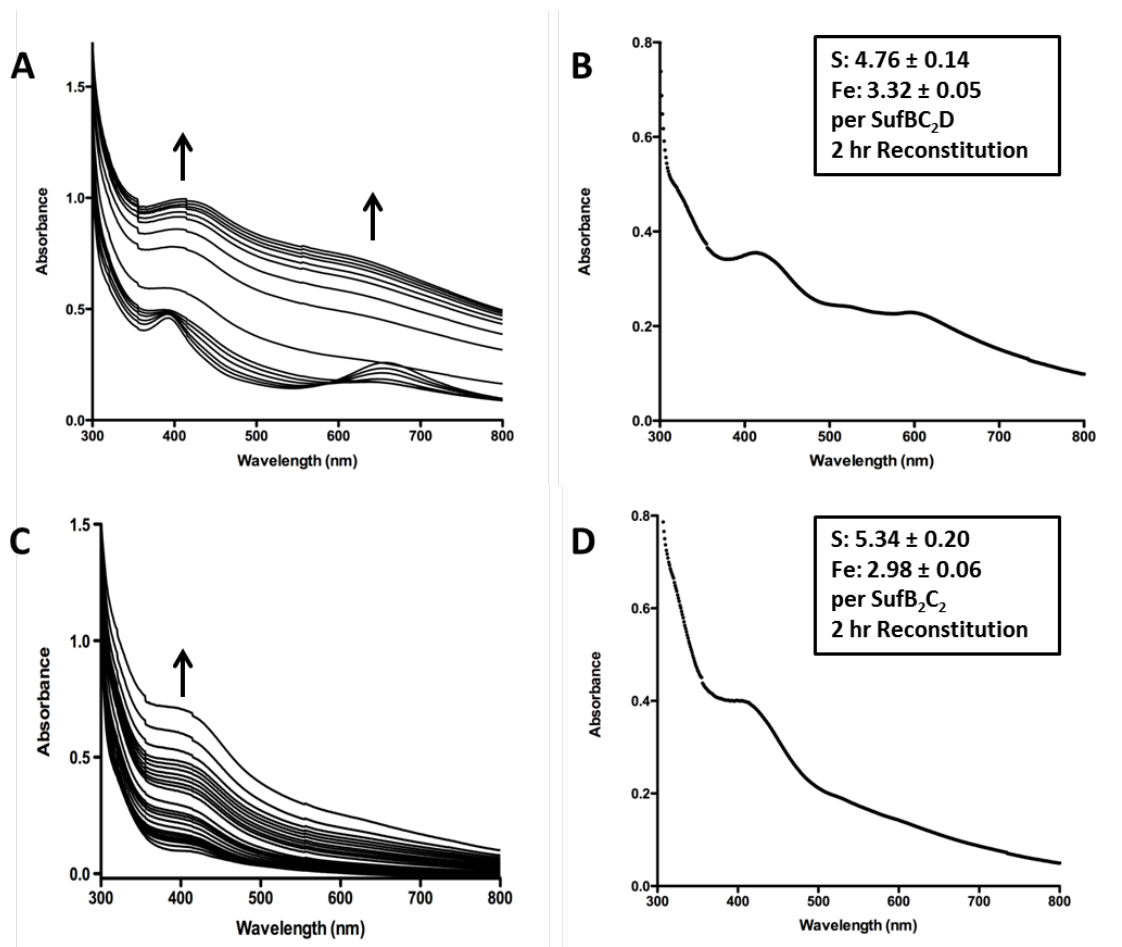 A
Absorbance
1.5
1.0
0.5
0.0
300 400 500 600 700 800
Wavelength (nm)
B
Absorbance
0.8
0.6
0.4
0.2
0.0
300 400 500 600 700 800
Wavelength (nm)
S: 4.76 ± 0.14
Fe: 3.32 ± 0.05
per SufBC₂D
2 hr Reconstitution
C
Absorbance
1.5
1.0
0.5
0.0
300 400 500 600 700 800
Wavelength (nm)
D
Absorbance
0.8
0.6
0.4
0.2
0.0
300 400 500 600 700 800
Wavelength (nm)
S: 5.34 ± 0.20
Fe: 2.98 ± 0.06
per SufB₂C₂
2 hr Reconstitution